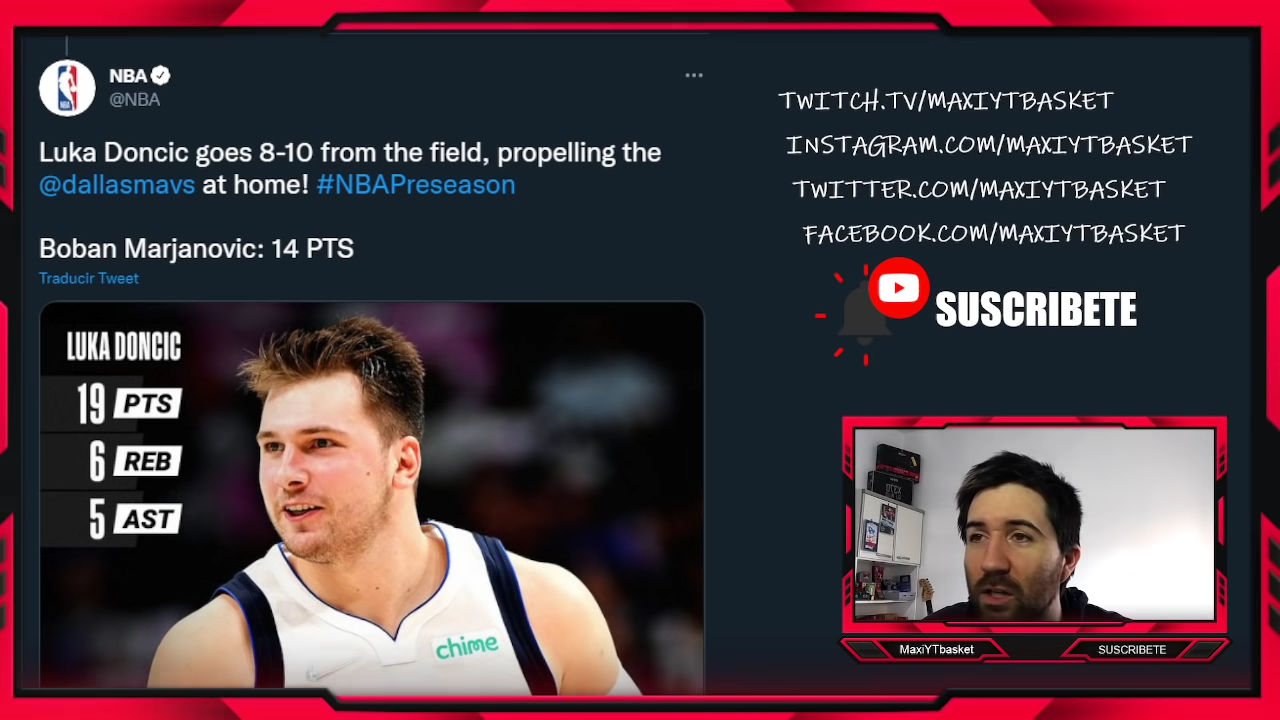 NBA
@NBA
Luka Doncic goes 8-10 from the field, propelling the
@dallasmavs at home! #NBAPreseason
Boban Marjanovic: 14 PTS
Traducir Tweet
LUKA DONCIC
19 PTS
6 REB
5 AST
chime
TWITCH.TV/MAXIYTBASKET
INSTAGRAM.COM/MAXIYTBASKET
TWITTER.COM/MAXIYTBASKET
FACEBOOK.COM/MAXIYTBASKET
SUSCRIBETE
MaxiYTbasket
SUSCRIBETE